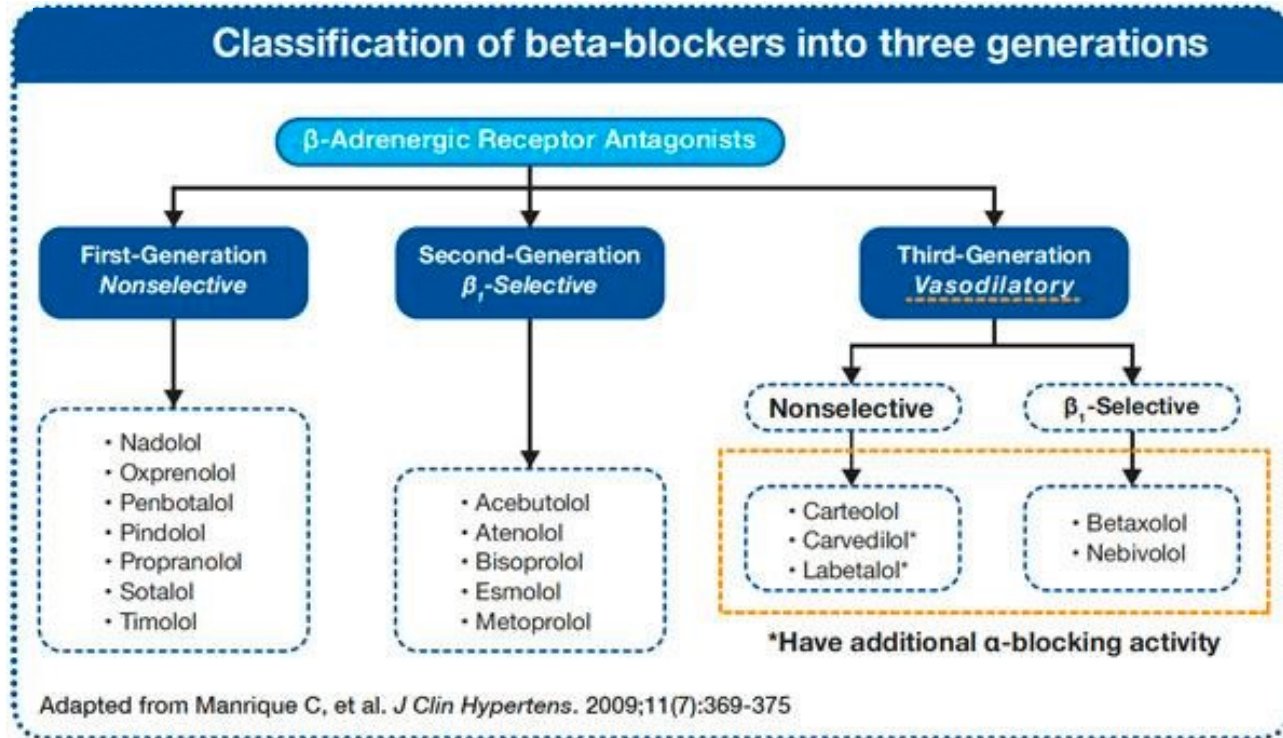 Classification of beta-blockers into three generations
β-Adrenergic Receptor Antagonists
First-Generation
Nonselective
Second-Generation
β₁-Selective
Third-Generation
Vasodilatory
Nonselective
β₁-Selective
• Nadolol
• Oxprenolol
• Penbotalol
• Pindolol
• Propranolol
• Sotalol
• Timolol
• Acebutolol
• Atenolol
• Bisoprolol
• Esmolol
• Metoprolol
• Carteolol
• Carvedilol*
• Labetalol*
• Betaxolol
• Nebivolol
*Have additional α-blocking activity
Adapted from Manrique C, et al. J Clin Hypertens. 2009;11(7):369-375